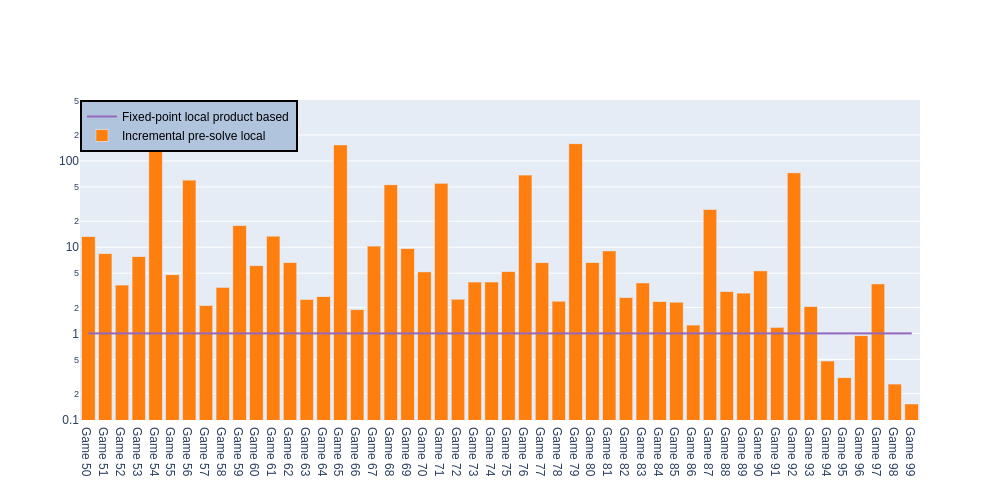 5
2
100
5
2
10
5
2
1
5
2
0.1
Fixed-point local product based
Incremental pre-solve local
Game 50
Game 51
Game 52
Game 53
Game 54
Game 55
Game 56
Game 57
Game 58
Game 59
Game 60
Game 61
Game 62
Game 63
Game 64
Game 65
Game 66
Game 67
Game 68
Game 69
Game 70
Game 71
Game 72
Game 73
Game 74
Game 75
Game 76
Game 77
Game 78
Game 79
Game 80
Game 81
Game 82
Game 83
Game 84
Game 85
Game 86
Game 87
Game 88
Game 89
Game 90
Game 91
Game 92
Game 93
Game 94
Game 95
Game 96
Game 97
Game 98
Game 99